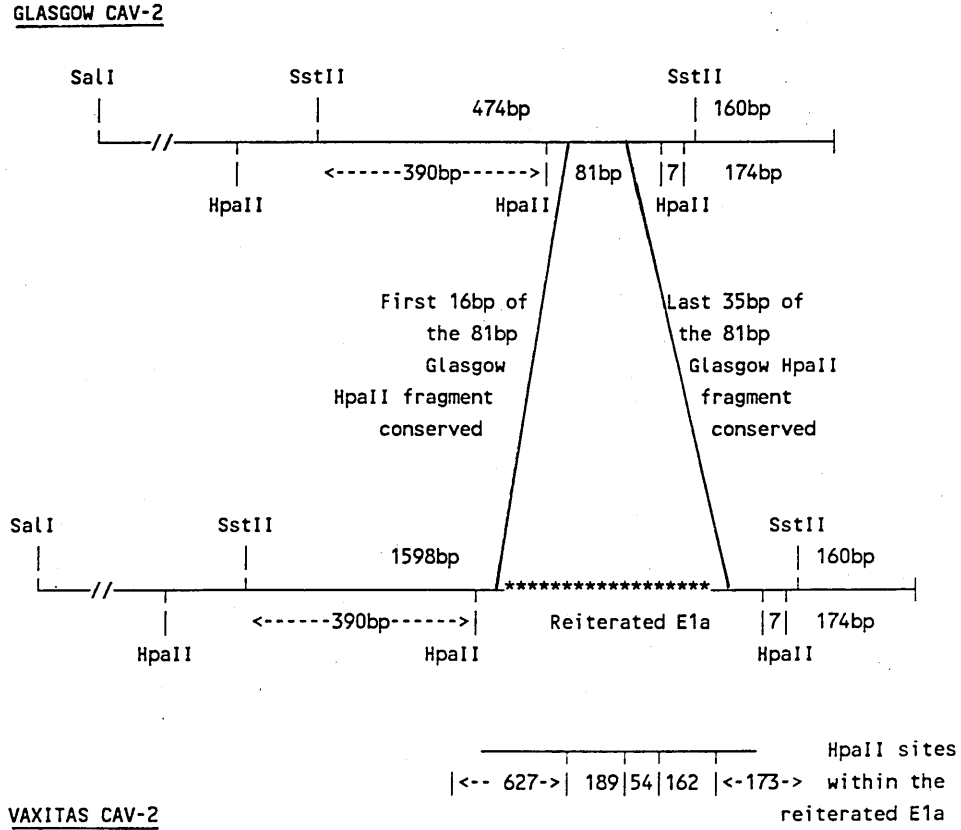 GLASGOW CAV-2
SalI SstII SstII
474bp 160bp
//
<------390bp------> 81bp |7| 174bp
HpaII HpaII HpaII
First 16bp of
the 81bp
Glasgow
HpaII fragment
conserved
Last 35bp of
the 81bp
Glasgow HpaII
fragment
conserved
SalI SstII SstII
1598bp 160bp
// ******************
<------390bp------> Reiterated E1a |7| 174bp
HpaII HpaII HpaII
HpaII sites
|<-- 627->| 189|54|162 |<-173-> within the
reiterated E1a
VAXITAS CAV-2